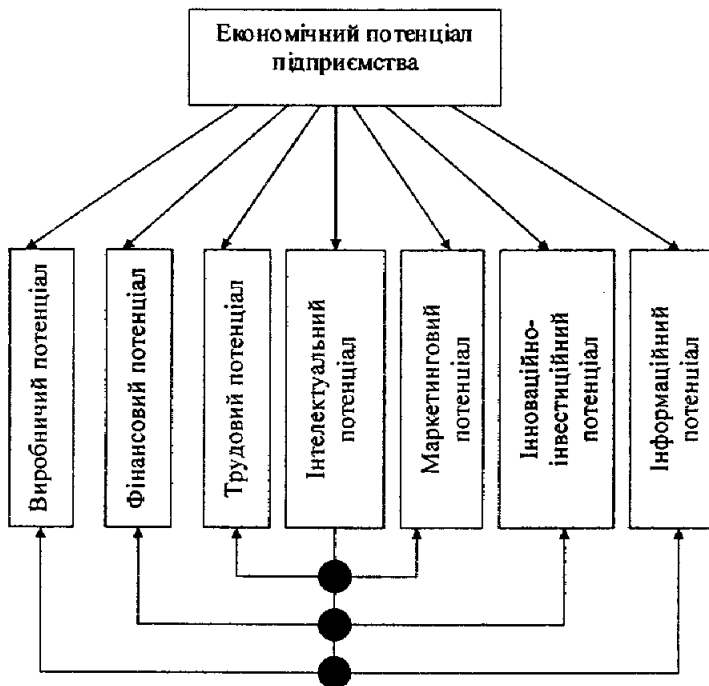 Економічний потенціал
підприємства
Виробничий потенціал
Фінансовий потенціал
Трудовий потенціал
Інтелектуальний
потенціал
Маркетинговий
потенціал
Інноваційно-
інвестиційний
потенціал
Інформаційний
потенціал